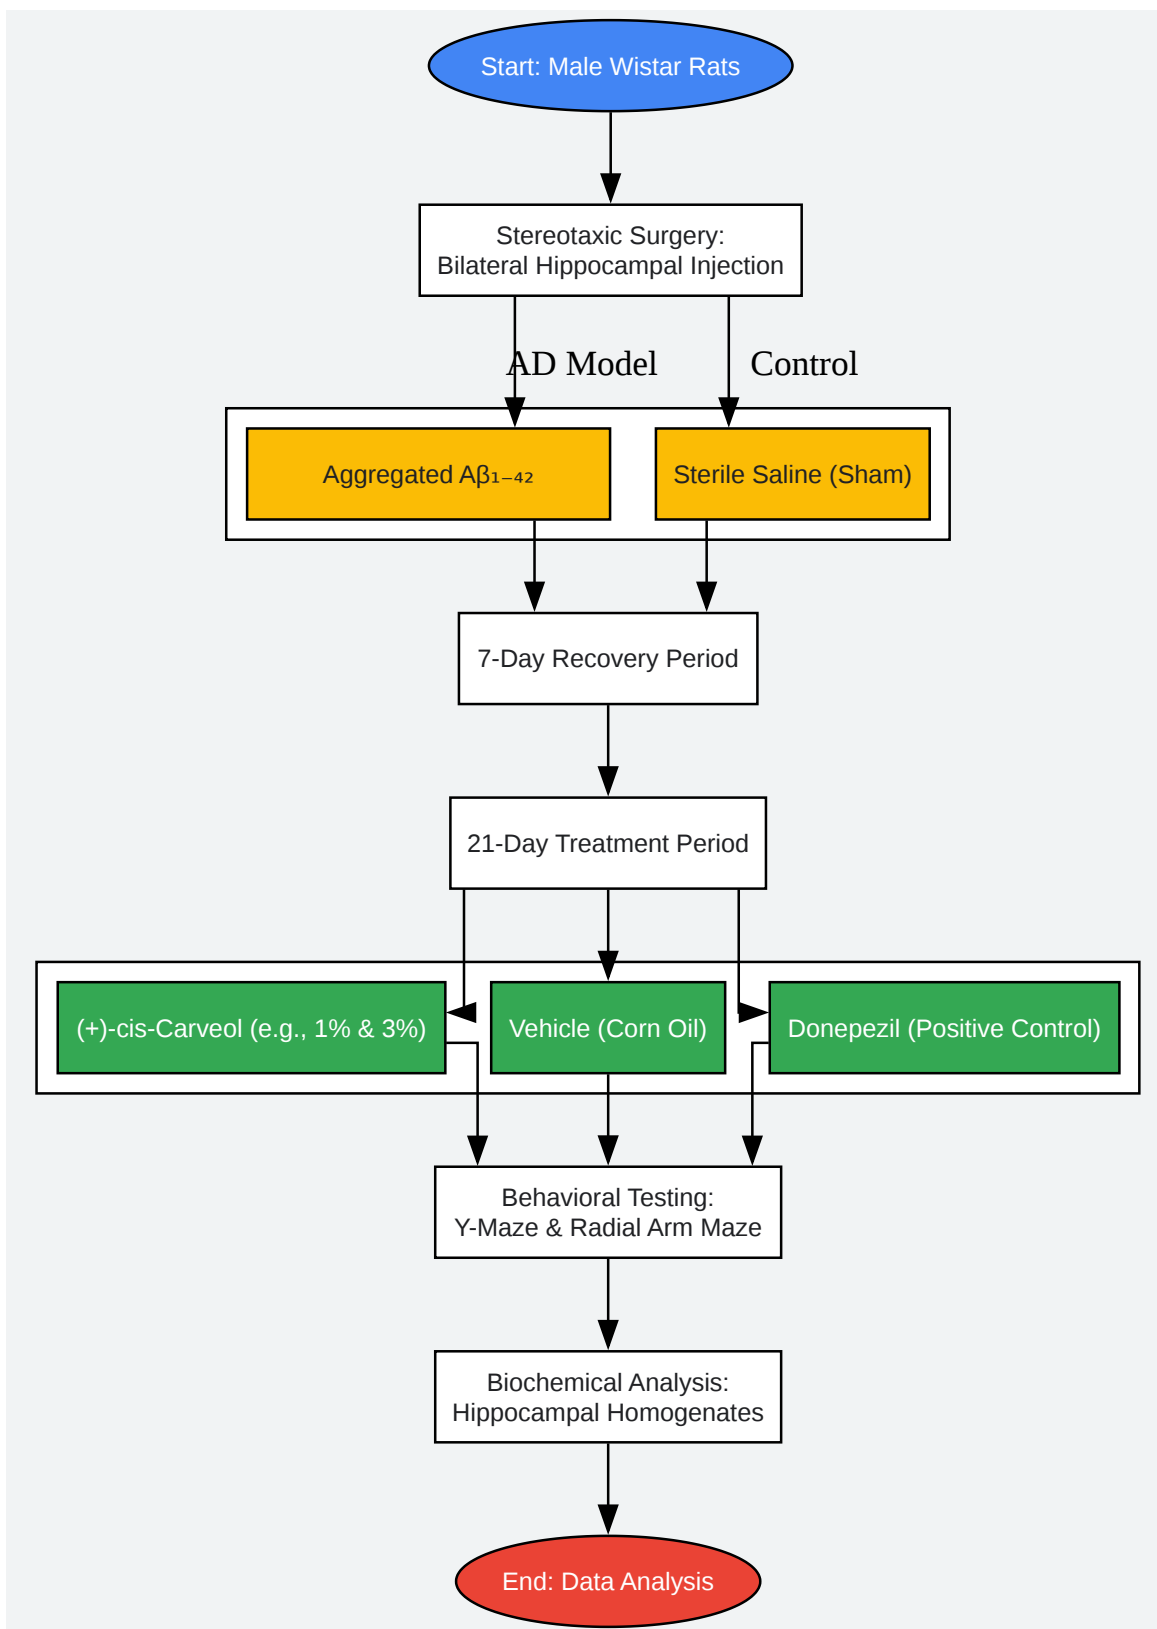 Start: Male Wistar Rats
Stereotaxic Surgery:
Bilateral Hippocampal Injection
AD Model
Control
Aggregated Aβ₁₋₄₂
Sterile Saline (Sham)
7-Day Recovery Period
21-Day Treatment Period
(+)-cis-Carveol (e.g., 1% & 3%)
Vehicle (Corn Oil)
Donepezil (Positive Control)
Behavioral Testing:
Y-Maze & Radial Arm Maze
Biochemical Analysis:
Hippocampal Homogenates
End: Data Analysis